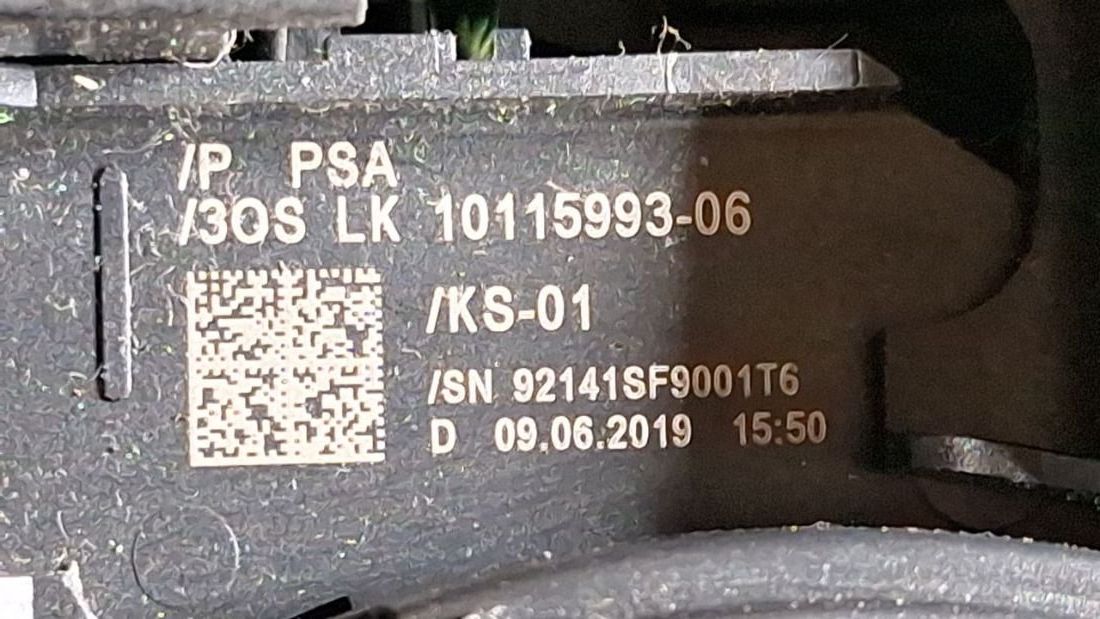 /P PSA
/3OS LK 10115993-06
/KS-01
/SN 92141SF9001T6
D 09.06.2019 15:50